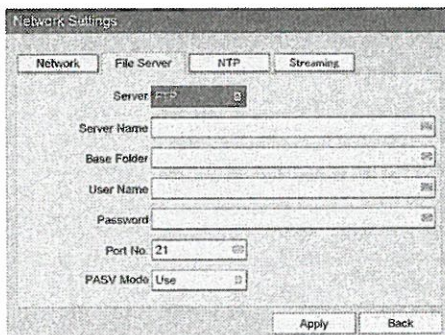 Network Settings
Network File Server NTP Streaming
Server FTP
Server Name
Base Folder
User Name
Password
Port No. 21
PASV Mode Use
Apply Back